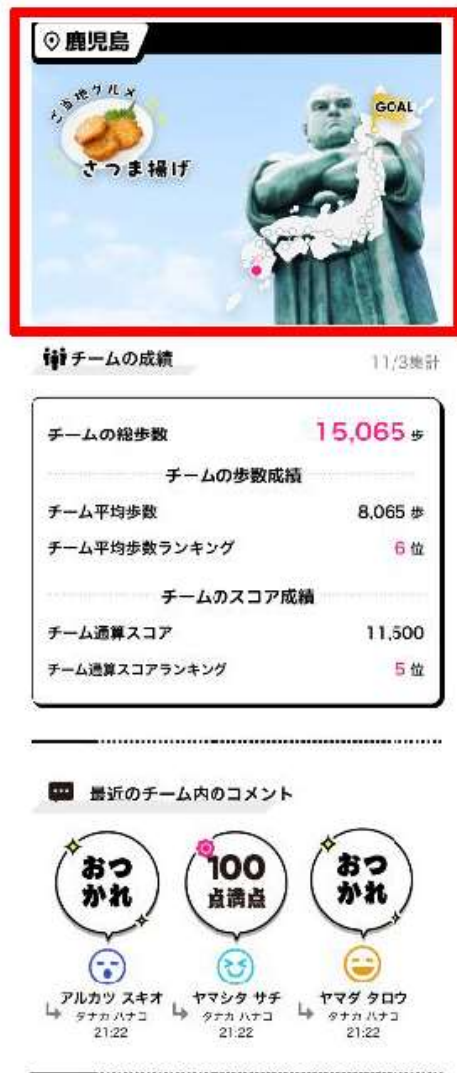 鹿児島
GOAL
ご当地グルメ
さつま揚げ
チームの成績
11/3集計
チームの総歩数
15,065 歩
チームの歩数成績
チーム平均歩数
8,065 歩
チーム平均歩数ランキング
6 位
チームのスコア成績
チーム通算スコア
11,500
チーム通算スコアランキング
5 位
最近のチーム内のコメント
おつ
かれ
100
点満点
おつ
かれ
アルカツ スキオ
タナカ ハナコ
21:22
ヤマシタ サチ
タナカ ハナコ
21:22
ヤマダ タロウ
タナカ ハナコ
21:22